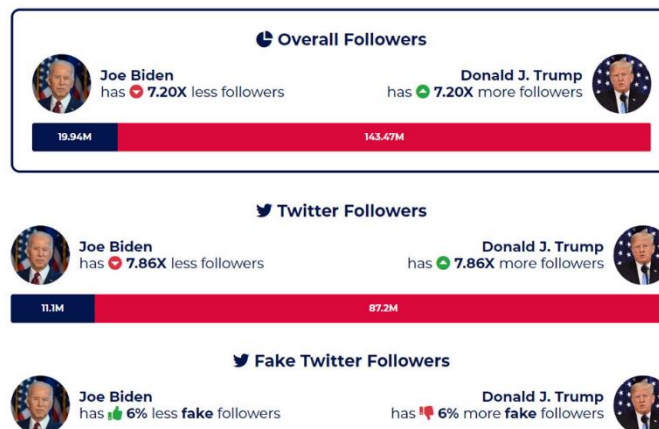 Overall Followers
Joe Biden
has 7.20X less followers
Donald J. Trump
has 7.20X more followers
19.94M
143.47M
Twitter Followers
Joe Biden
has 7.86X less followers
Donald J. Trump
has 7.86X more followers
11.1M
87.2M
Fake Twitter Followers
Joe Biden
has 6% less fake followers
Donald J. Trump
has 6% more fake followers